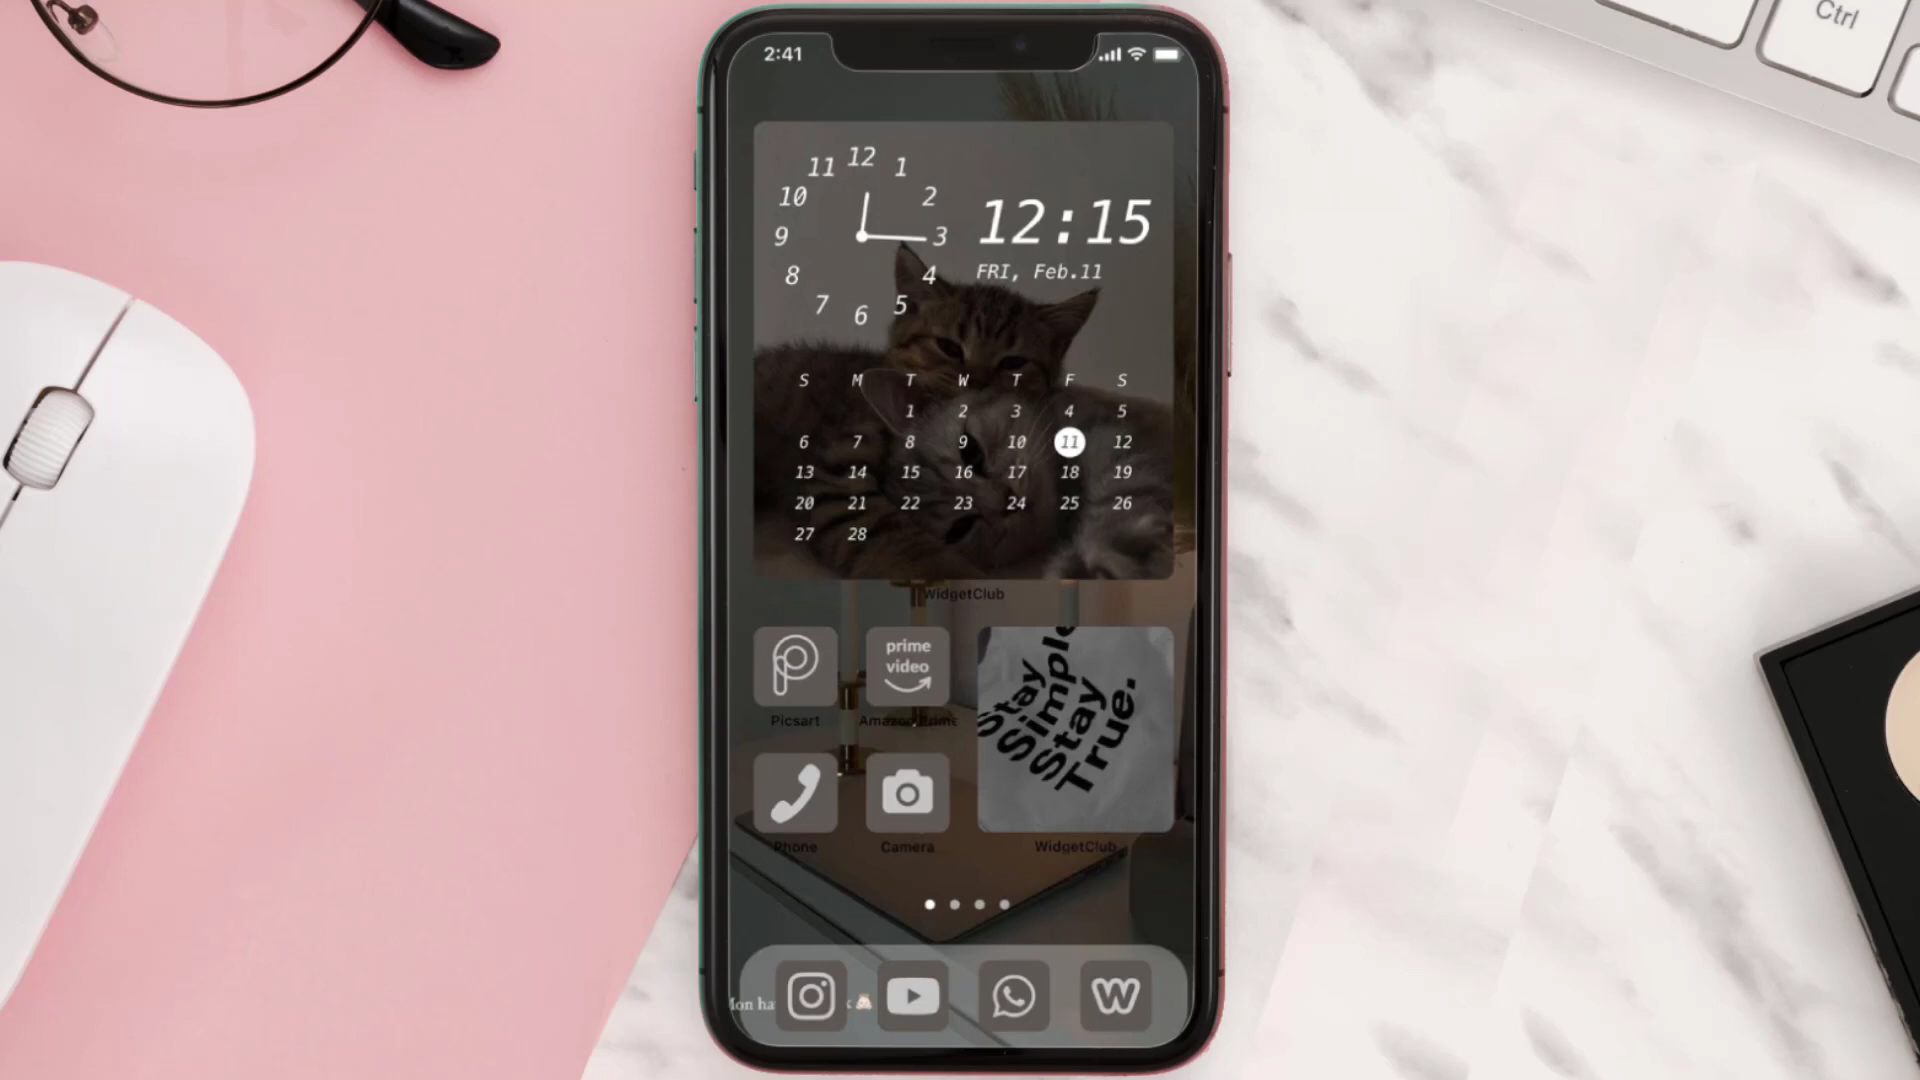 Ctrl
2:41
12
11 1
10 2
9 3
8 4
7 5
6
12:15
FRI, Feb.11
S M T W T F S
1 2 3 4 5
6 7 8 9 10 11 12
13 14 15 16 17 18 19
20 21 22 23 24 25 26
27 28
WidgetClub
prime
video
Picsart
Amazon Prime
Stay
Simple
Stay
True.
Phone
Camera
WidgetClub
W